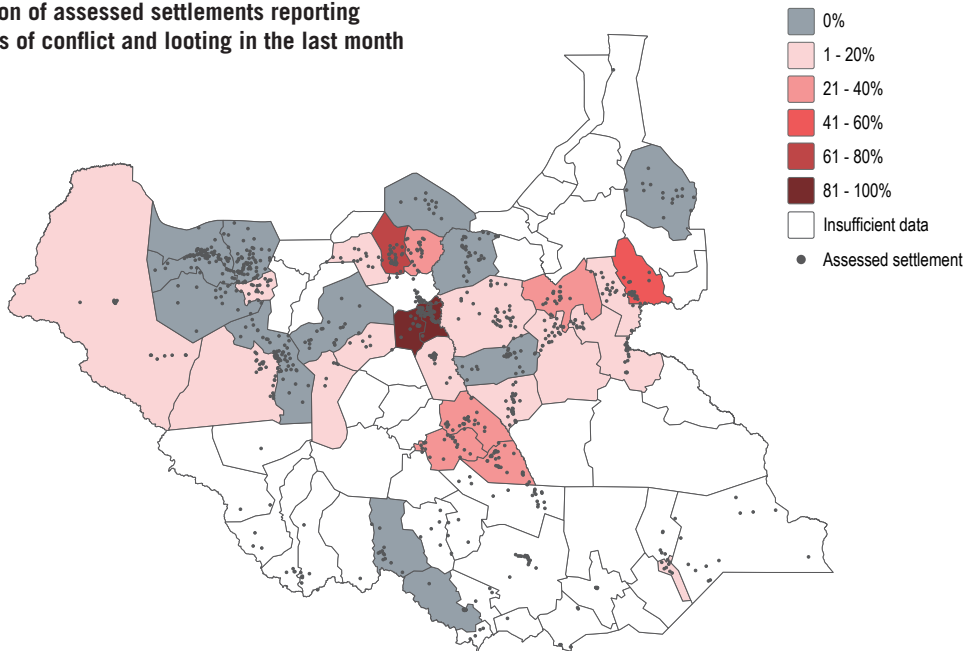 of assessed settlements reporting
of conflict and looting in the last month
0%
1 - 20%
21 - 40%
41 - 60%
61 - 80%
81 - 100%
Insufficient data
Assessed settlement